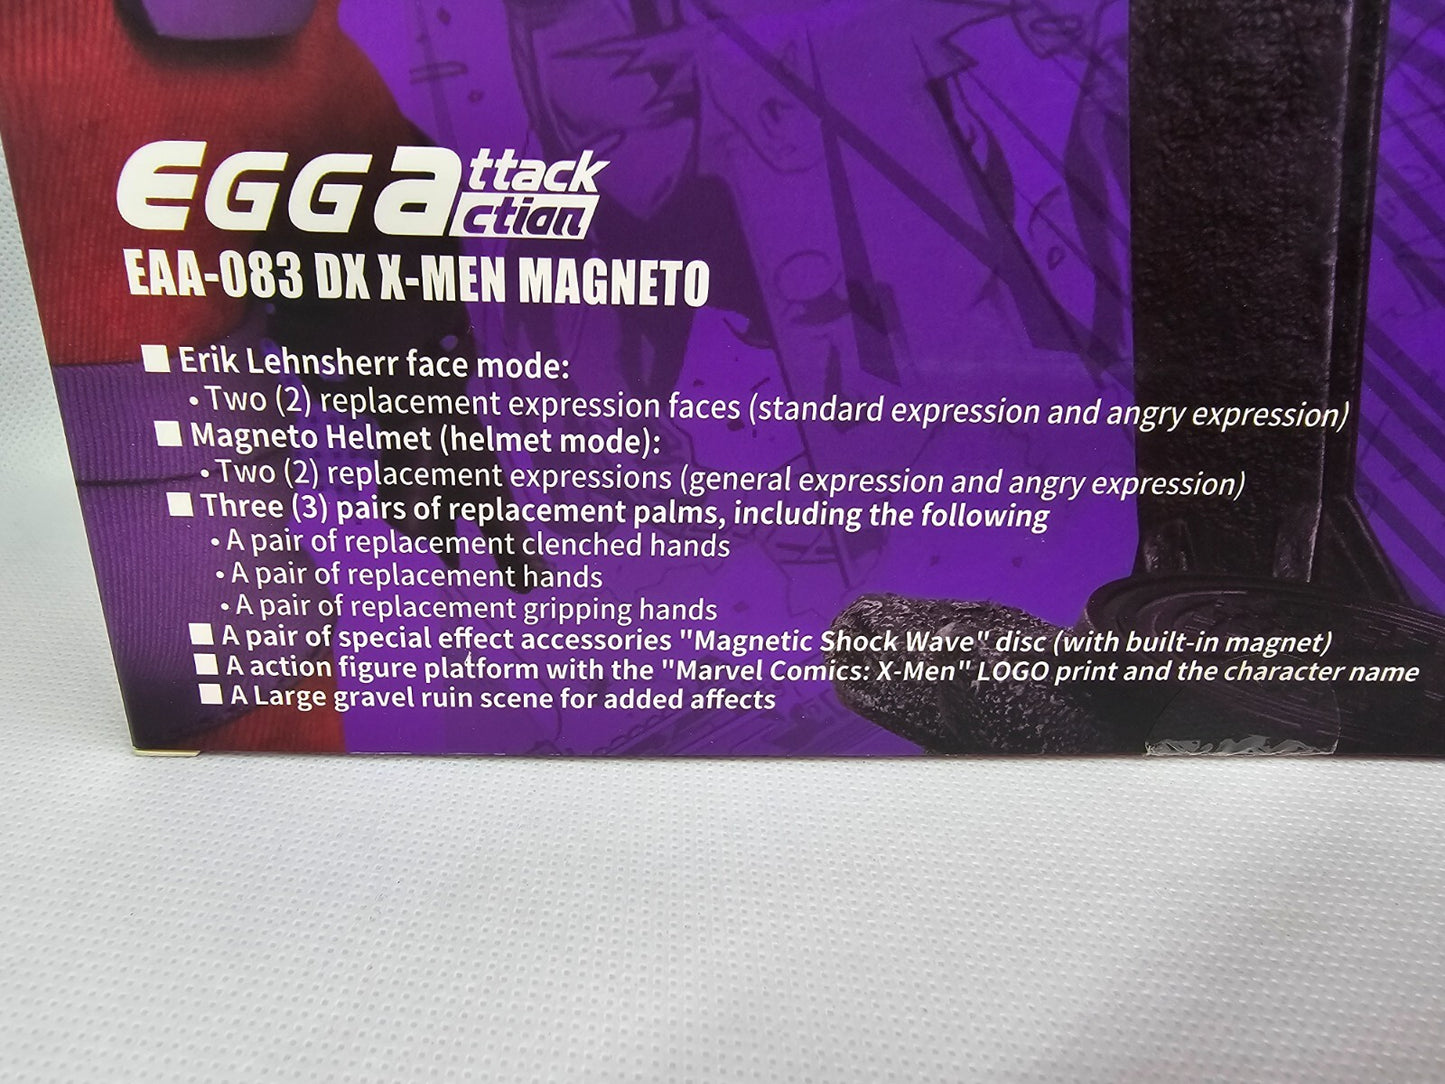 EGG Attack
Action
EAA-083 DX X-MEN MAGNETO
■ Erik Lehnsherr face mode:
• Two (2) replacement expression faces (standard expression and angry expression)
■ Magneto Helmet (helmet mode):
• Two (2) replacement expressions (general expression and angry expression)
■ Three (3) pairs of replacement palms, including the following
• A pair of replacement clenched hands
• A pair of replacement hands
• A pair of replacement gripping hands
■ A pair of special effect accessories "Magnetic Shock Wave" disc (with built-in magnet)
■ A action figure platform with the "Marvel Comics: X-Men" LOGO print and the character name
■ A Large gravel ruin scene for added affects